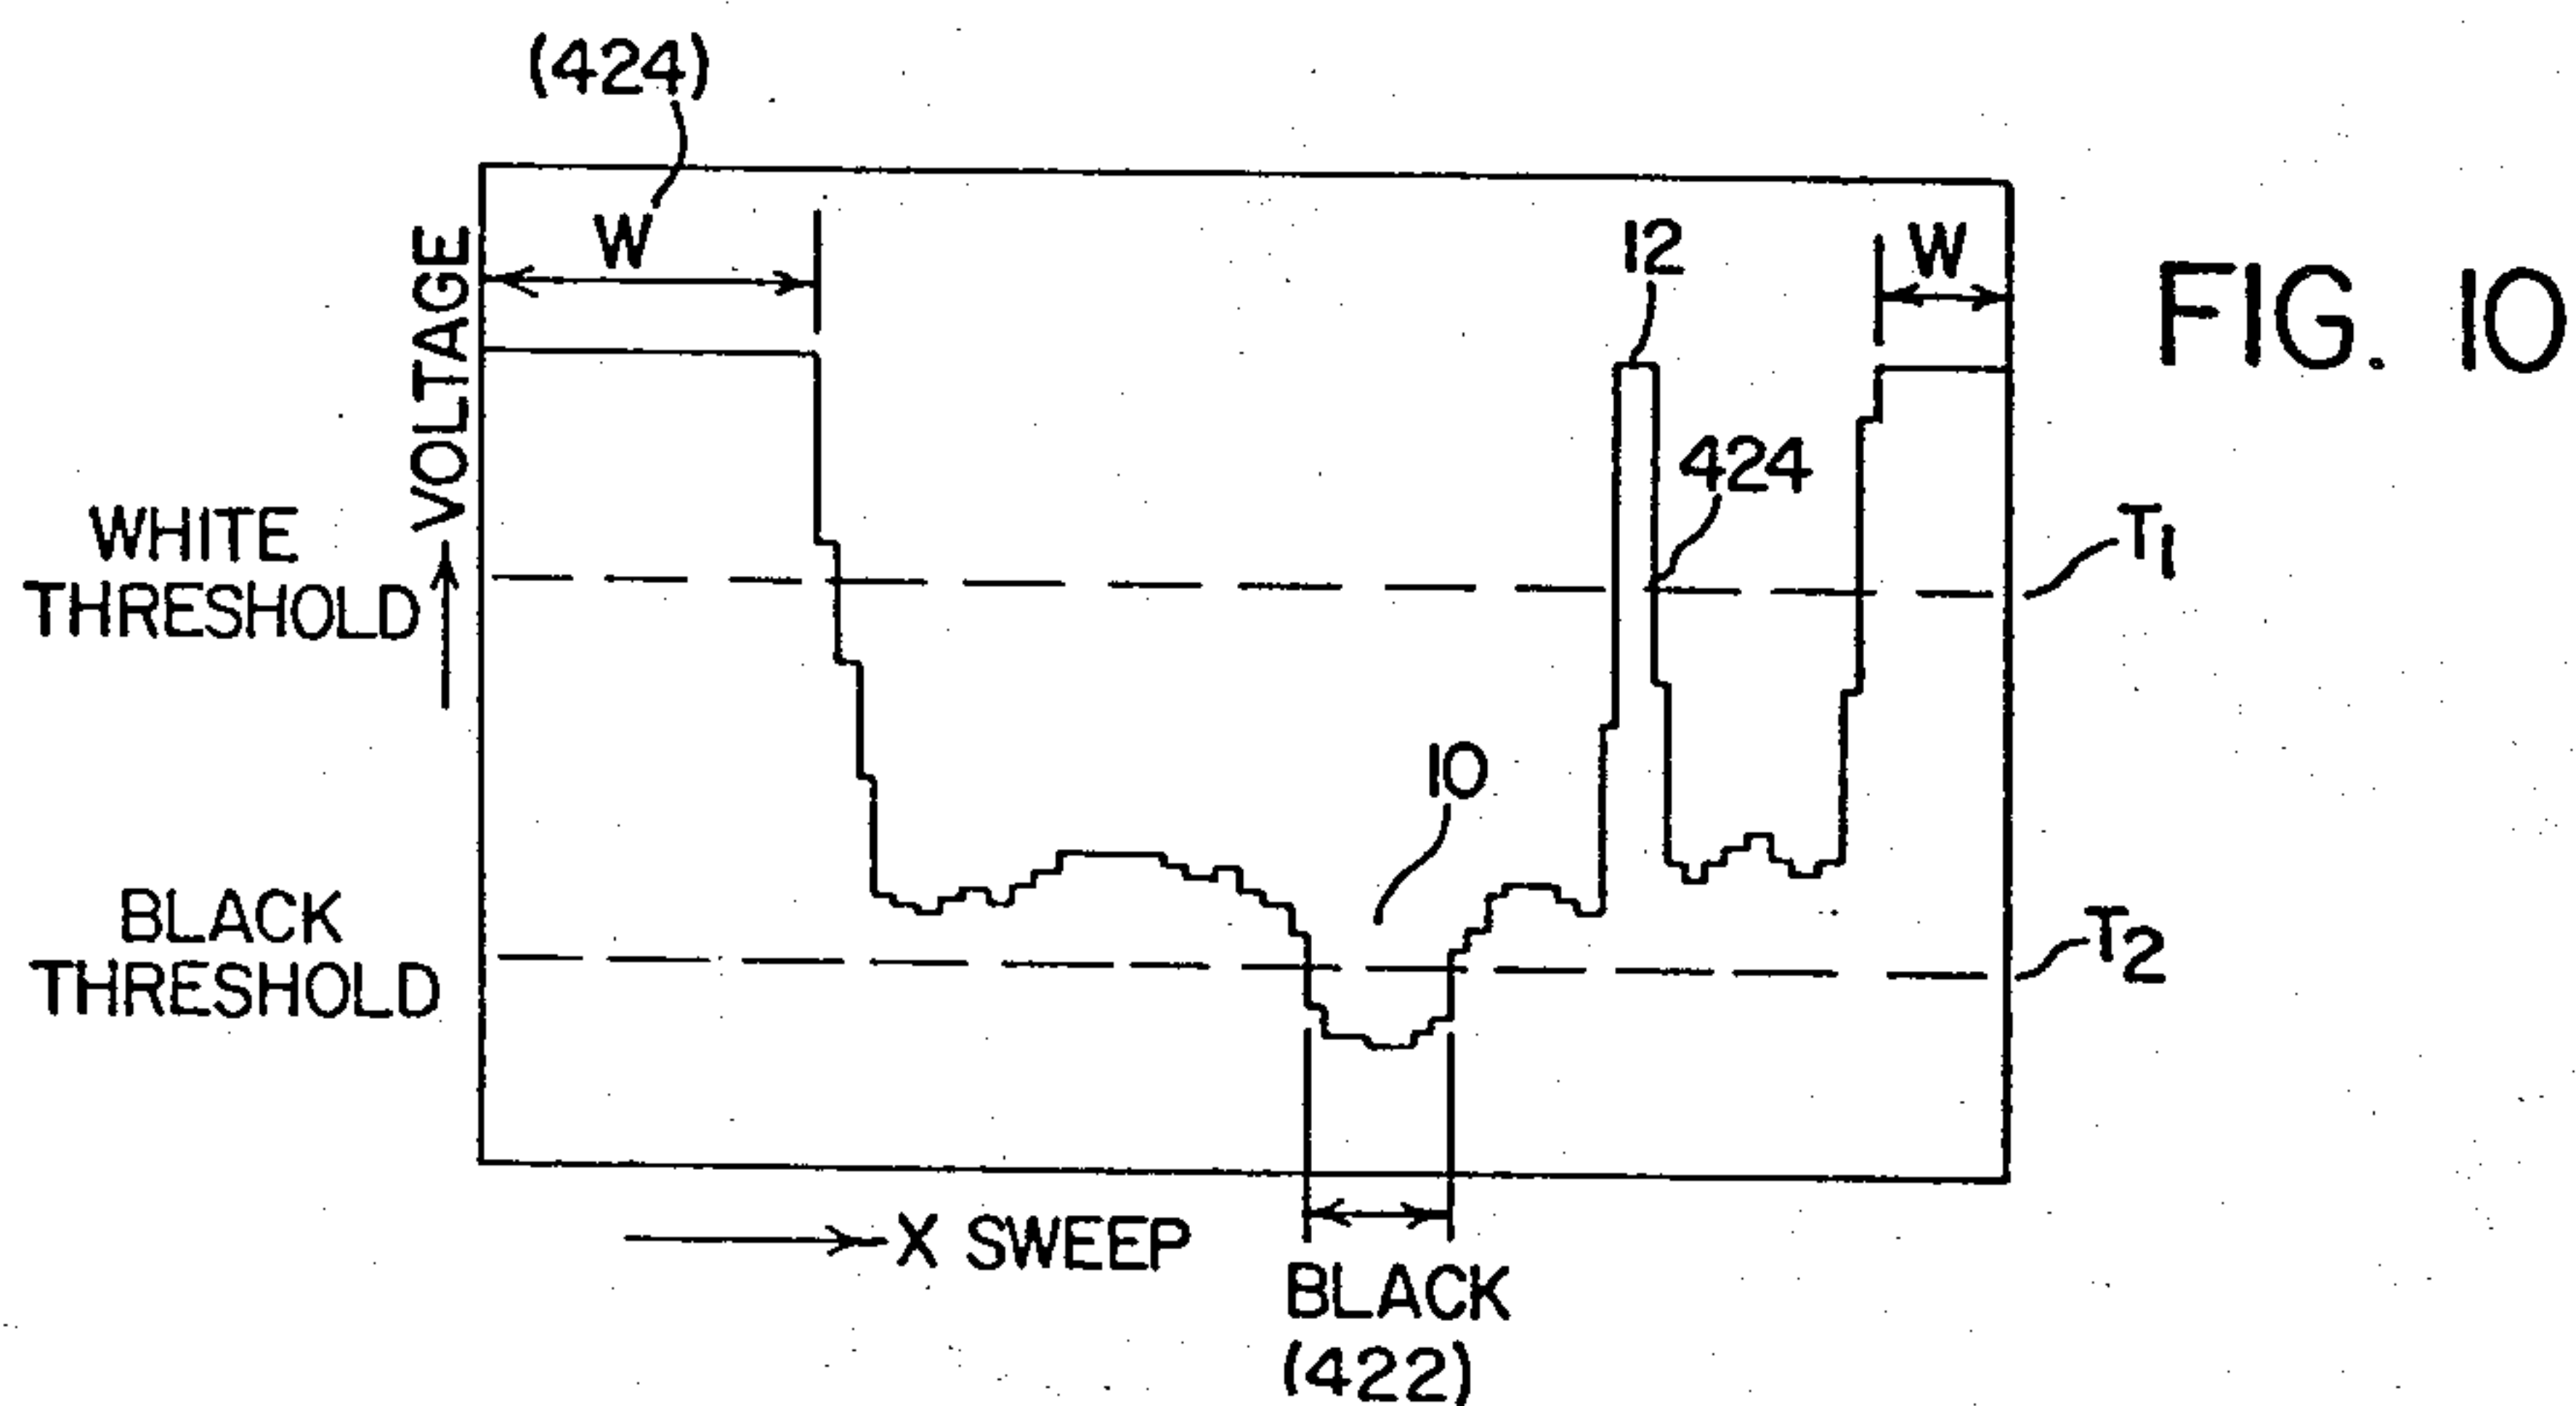 (424)
W
12
W
FIG. 10
VOLTAGE
424
WHITE
THRESHOLD
T1
10
BLACK
THRESHOLD
T2
X SWEEP
BLACK
(422)